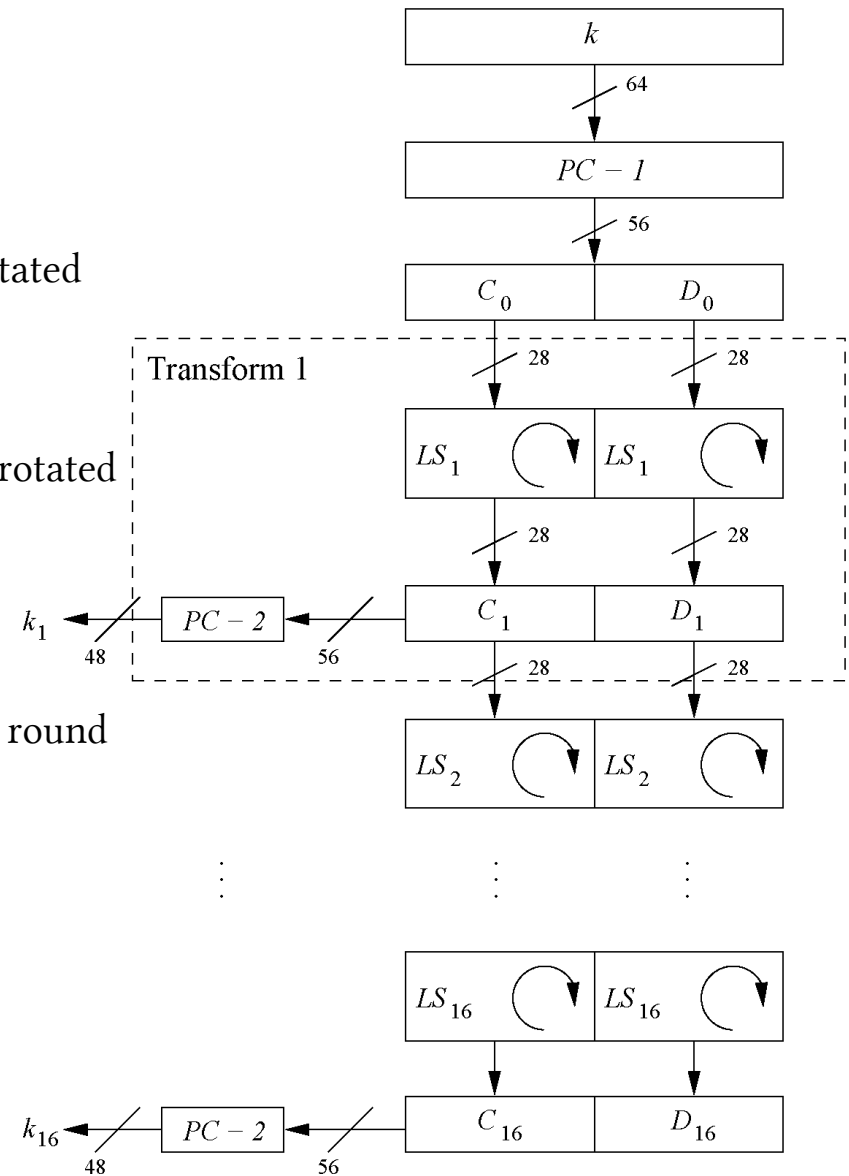 k
64
PC − 1
56
tated
C₀ D₀
Transform 1
28 28
LS₁ LS₁
rotated
28 28
k₁ 48 PC − 2 56 C₁ D₁
28 28
round
LS₂ LS₂
⋮ ⋮ ⋮
LS₁₆ LS₁₆
k₁₆ 48 PC − 2 56 C₁₆ D₁₆